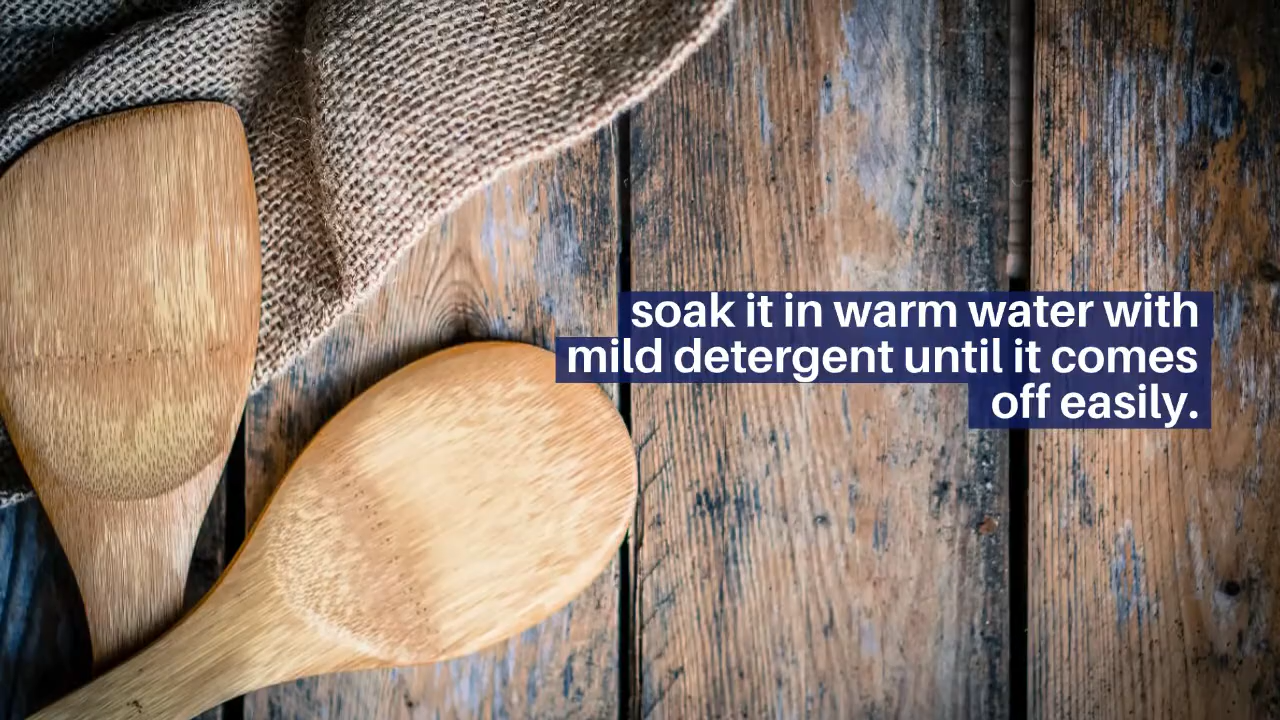 soak it in warm water with
mild detergent until it comes
off easily.